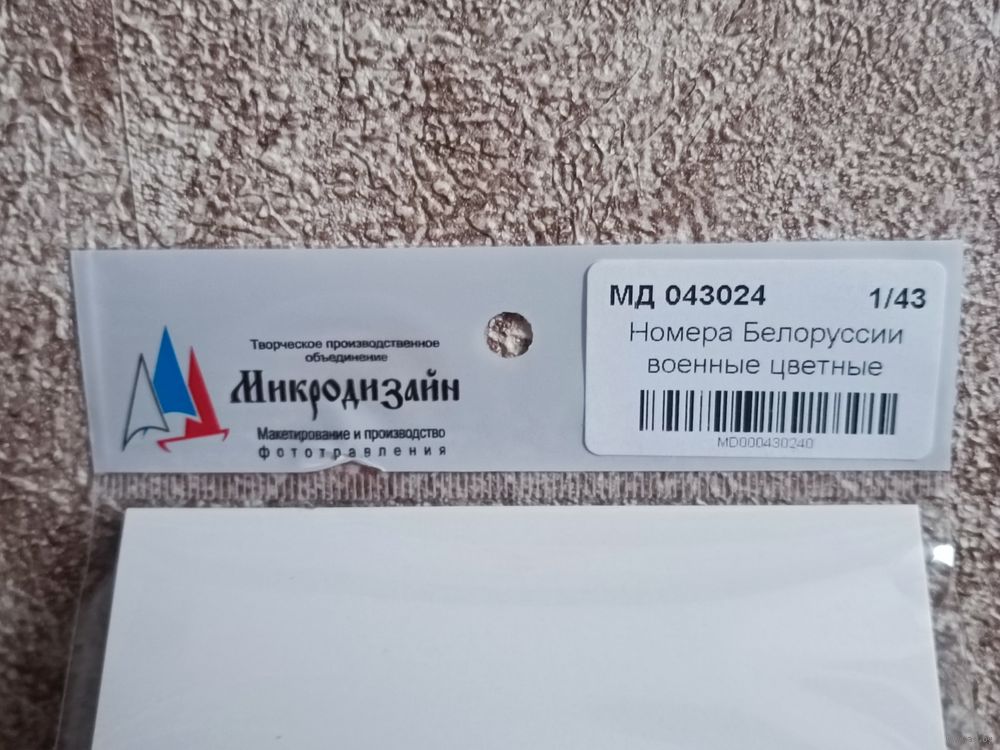 Творческое производственное
объединение
Микродизайн
Макетирование и производство
фототравления
МД 043024 1/43
Номера Белоруссии
военные цветные
MD000430240